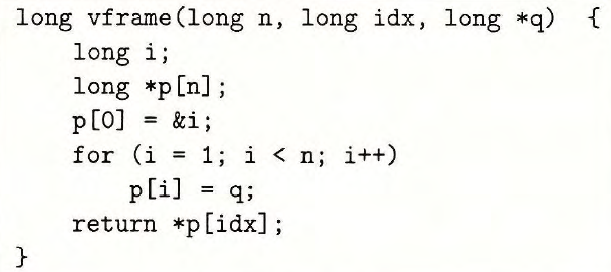 long vframe(long n, long idx, long *q) {
    long i;
    long *p[n];
    p[0] = &i;
    for (i = 1; i < n; i++)
        p[i] = q;
    return *p[idx];
}